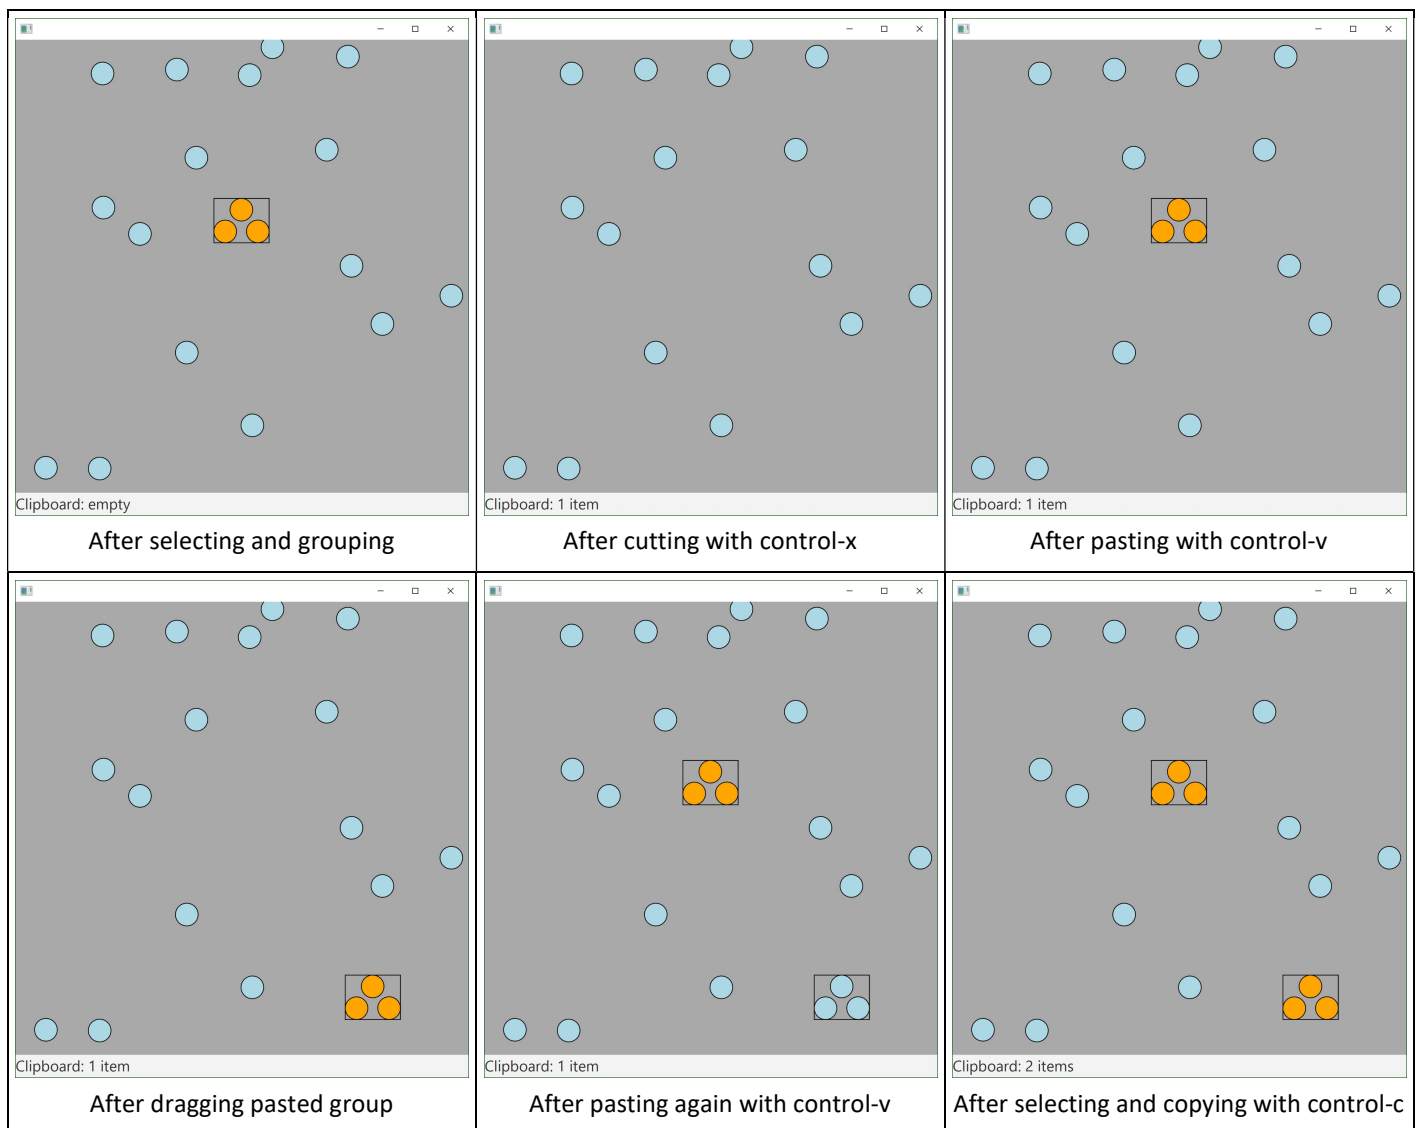 Clipboard: empty
Clipboard: 1 item
Clipboard: 1 item
After selecting and grouping
After cutting with control-x
After pasting with control-v
Clipboard: 1 item
Clipboard: 1 item
Clipboard: 2 items
After dragging pasted group
After pasting again with control-v
After selecting and copying with control-c